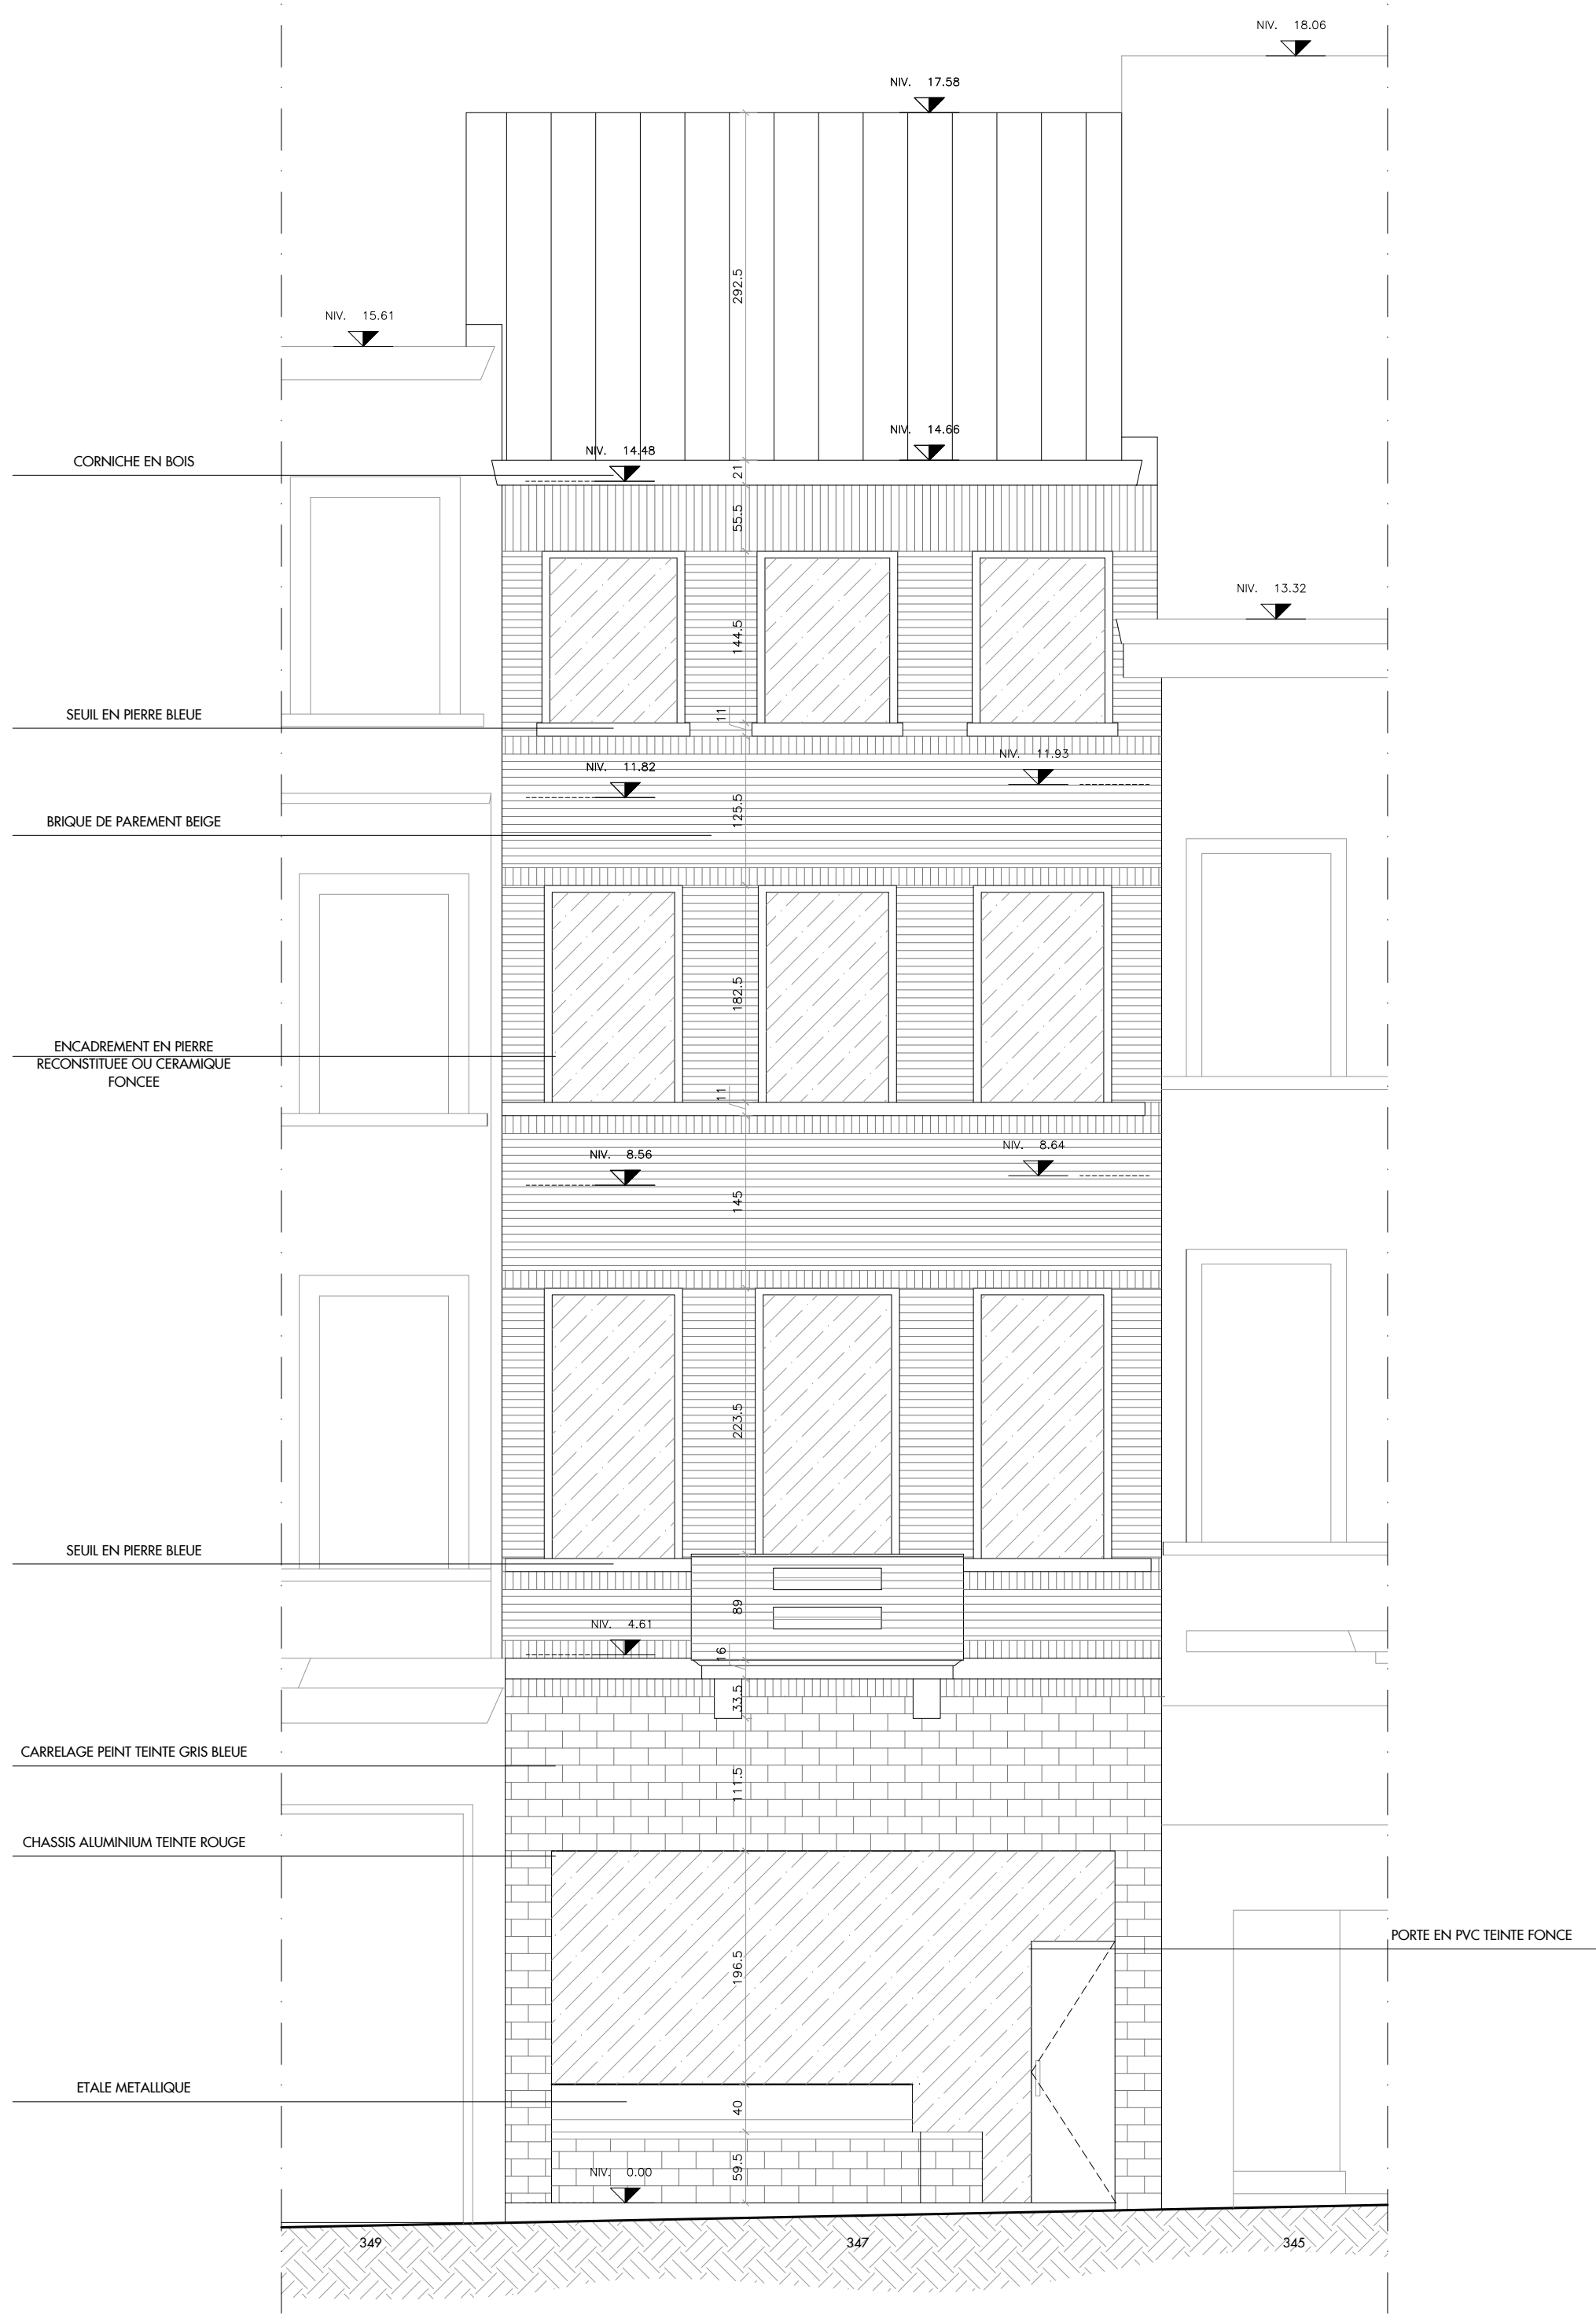 NIV. 18.06
NIV. 17.58
292.5
NIV. 15.61
NIV. 14.66
NIV. 14.48
CORNICHE EN BOIS
21
55.5
NIV. 13.32
144.5
SEUIL EN PIERRE BLEUE
11
NIV. 11.93
NIV. 11.82
125.5
BRIQUE DE PAREMENT BEIGE
182.5
ENCADREMENT EN PIERRE
RECONSTITUEE OU CERAMIQUE
FONCEE
11
NIV. 8.64
NIV. 8.56
145
223.5
SEUIL EN PIERRE BLEUE
89
NIV. 4.61
16
33.5
CARRELAGE PEINT TEINTE GRIS BLEUE
111.5
CHASSIS ALUMINIUM TEINTE ROUGE
PORTE EN PVC TEINTE FONCE
196.5
ETALE METALLIQUE
40
59.5
NIV. 0.00
349
347
345